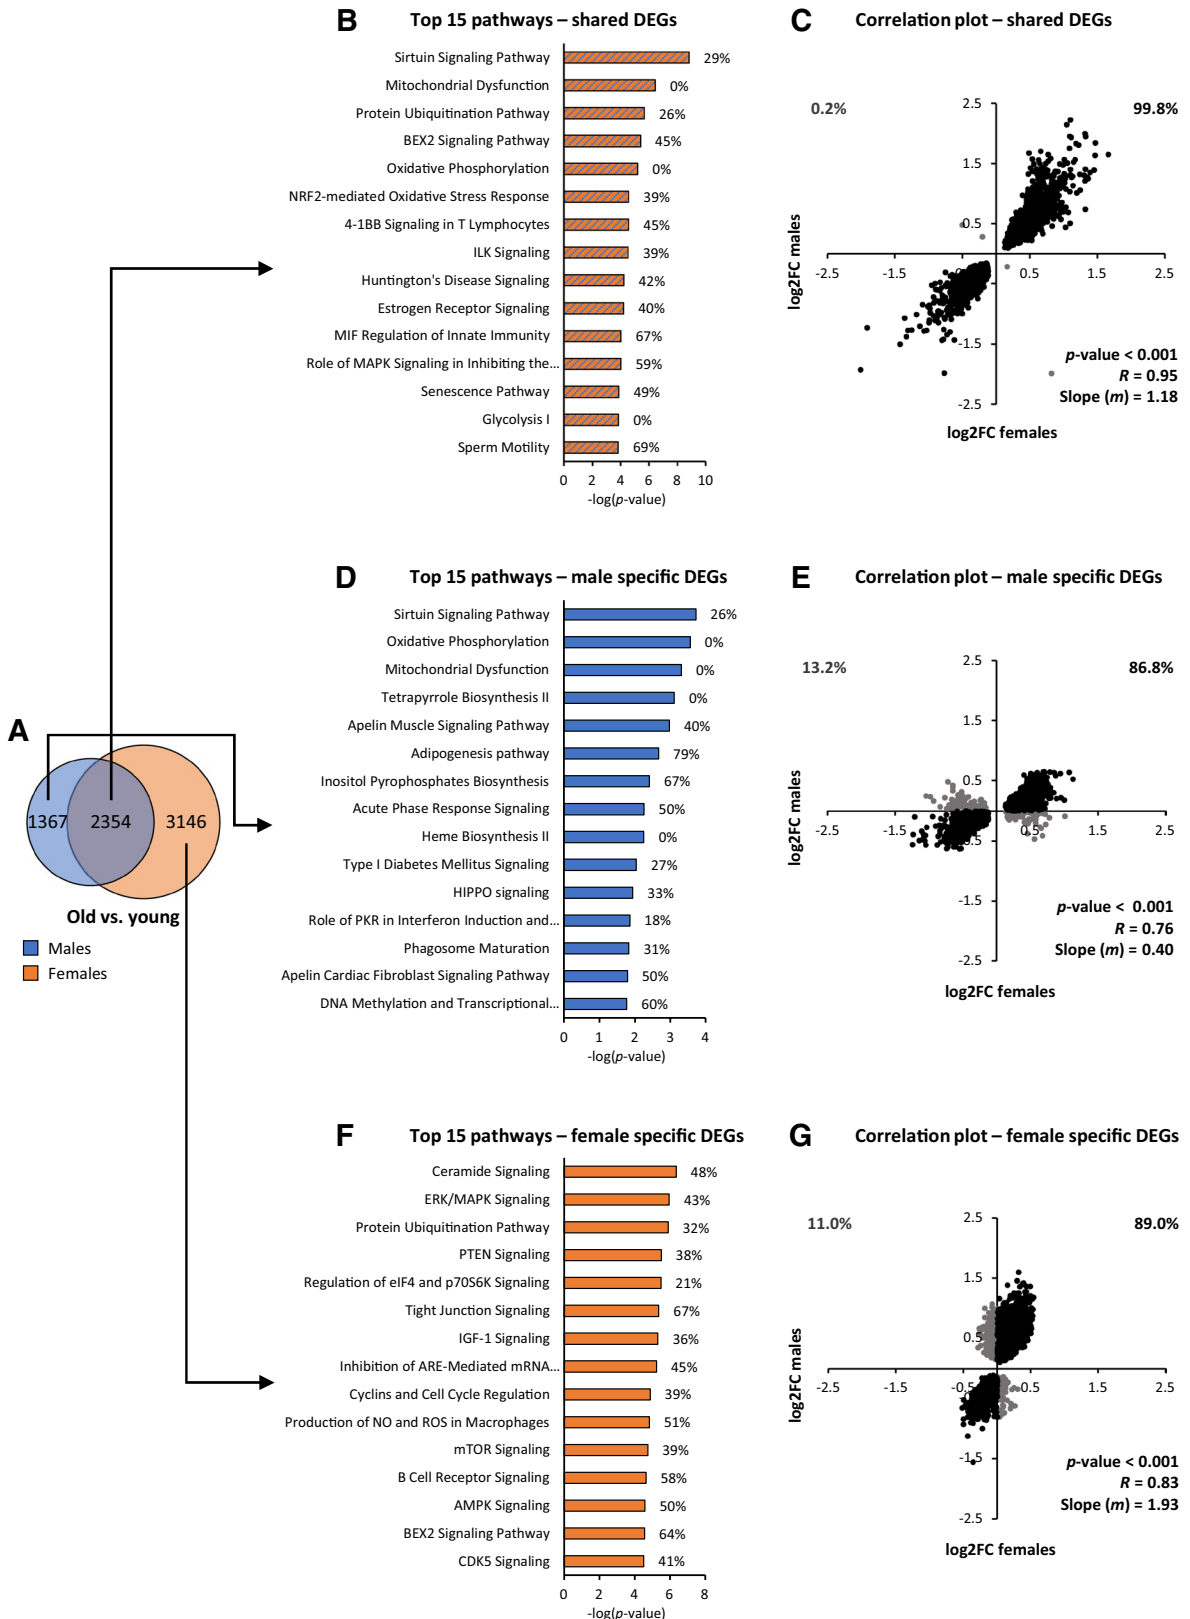 A
1367
2354
3146
Old vs. young
Males
Females
B
Top 15 pathways – shared DEGs
Sirtuin Signaling Pathway 29%
Mitochondrial Dysfunction 0%
Protein Ubiquitination Pathway 26%
BEX2 Signaling Pathway 45%
Oxidative Phosphorylation 0%
NRF2-mediated Oxidative Stress Response 39%
4-1BB Signaling in T Lymphocytes 45%
ILK Signaling 39%
Huntington's Disease Signaling 42%
Estrogen Receptor Signaling 40%
MIF Regulation of Innate Immunity 67%
Role of MAPK Signaling in Inhibiting the... 59%
Senescence Pathway 49%
Glycolysis I 0%
Sperm Motility 69%
0 2 4 6 8 10
-log(p-value)
C
Correlation plot – shared DEGs
0.2%
99.8%
2.5
1.5
0.5
-2.5 -1.5 0.5 1.5 2.5
-1.5
-2.5
log2FC males
p-value < 0.001
R = 0.95
Slope (m) = 1.18
log2FC females
D
Top 15 pathways – male specific DEGs
Sirtuin Signaling Pathway 26%
Oxidative Phosphorylation 0%
Mitochondrial Dysfunction 0%
Tetrapyrrole Biosynthesis II 0%
Apelin Muscle Signaling Pathway 40%
Adipogenesis pathway 79%
Inositol Pyrophosphates Biosynthesis 67%
Acute Phase Response Signaling 50%
Heme Biosynthesis II 0%
Type I Diabetes Mellitus Signaling 27%
HIPPO signaling 33%
Role of PKR in Interferon Induction and... 18%
Phagosome Maturation 31%
Apelin Cardiac Fibroblast Signaling Pathway 50%
DNA Methylation and Transcriptional... 60%
0 1 2 3 4
-log(p-value)
E
Correlation plot – male specific DEGs
13.2%
86.8%
2.5
1.5
0.5
-2.5 -1.5 0.5 1.5 2.5
-0.5
-1.5
-2.5
log2FC males
p-value < 0.001
R = 0.76
Slope (m) = 0.40
log2FC females
F
Top 15 pathways – female specific DEGs
Ceramide Signaling 48%
ERK/MAPK Signaling 43%
Protein Ubiquitination Pathway 32%
PTEN Signaling 38%
Regulation of eIF4 and p70S6K Signaling 21%
Tight Junction Signaling 67%
IGF-1 Signaling 36%
Inhibition of ARE-Mediated mRNA... 45%
Cyclins and Cell Cycle Regulation 39%
Production of NO and ROS in Macrophages 51%
mTOR Signaling 39%
B Cell Receptor Signaling 58%
AMPK Signaling 50%
BEX2 Signaling Pathway 64%
CDK5 Signaling 41%
0 2 4 6 8
-log(p-value)
G
Correlation plot – female specific DEGs
11.0%
89.0%
2.5
1.5
0.5
-2.5 -1.5 -0.5 0.5 1.5 2.5
-1.5
-2.5
log2FC males
p-value < 0.001
R = 0.83
Slope (m) = 1.93
log2FC females